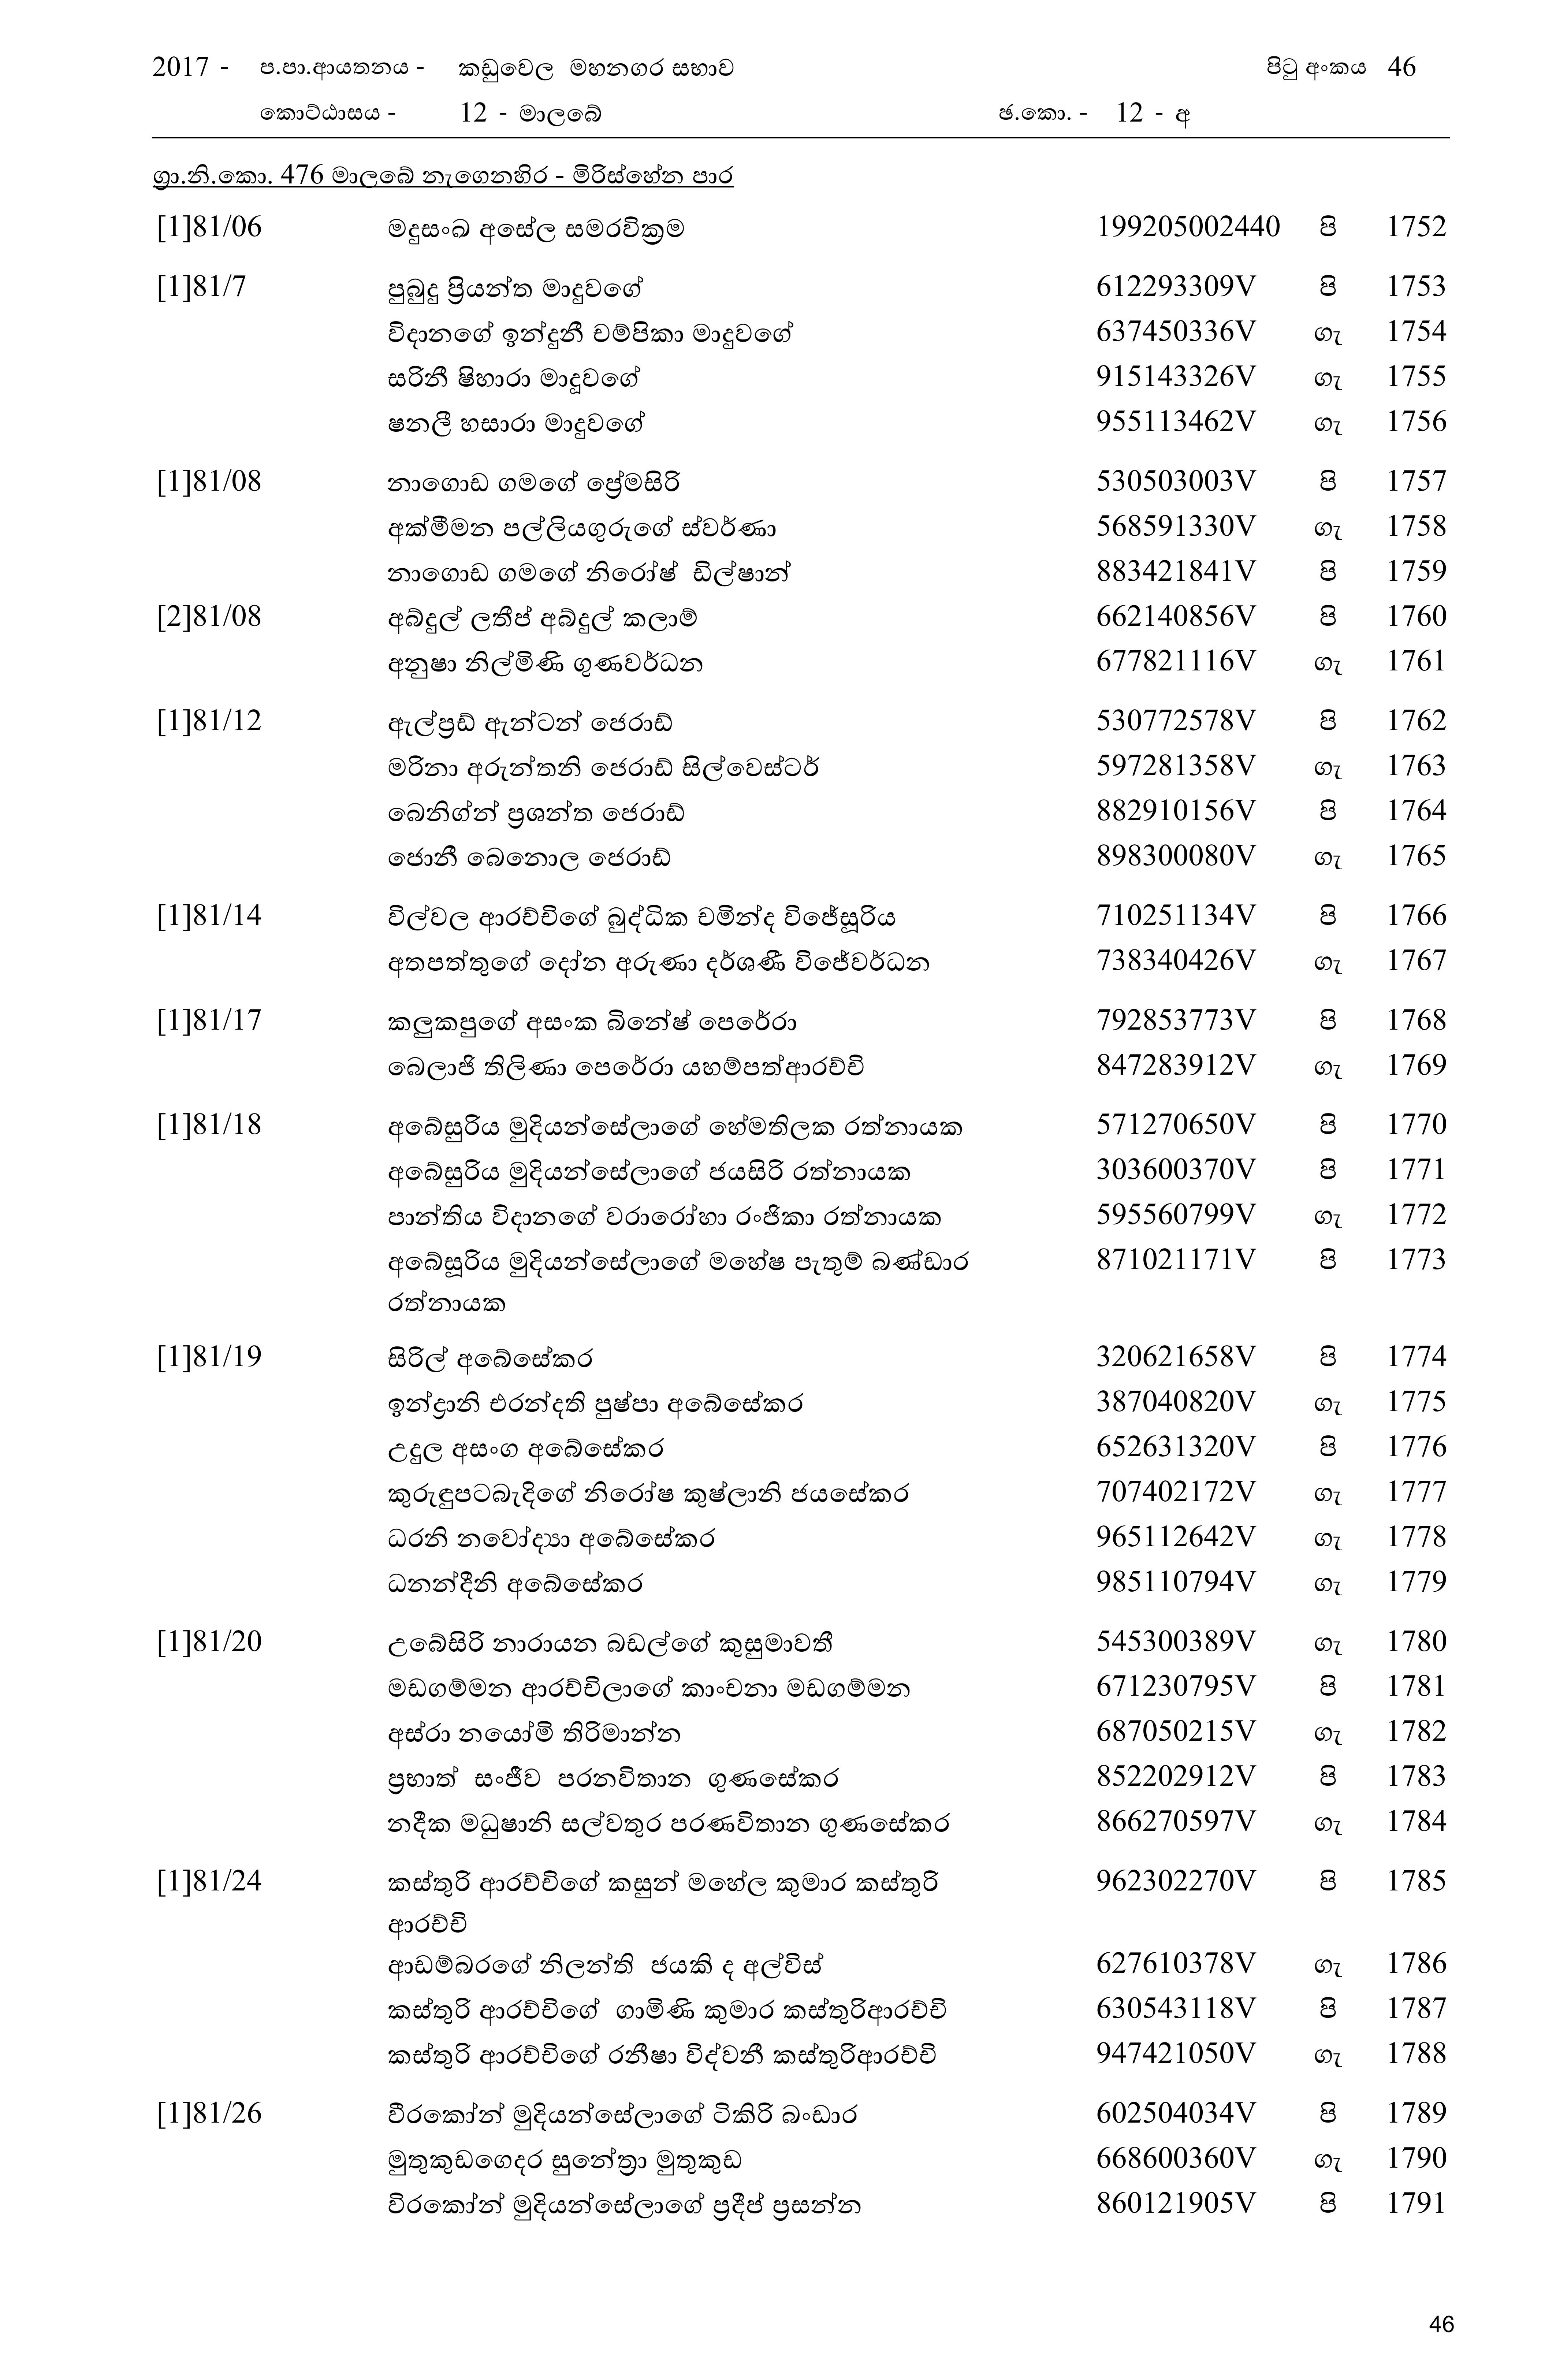 2017 - ප.පා.ආයතනය - කඩුවෙල මහනගර සභාව පිටු අංකය 46
කොට්ඨාසය - 12 - මාලබේ ඡ.කො. - 12 - අ
ග්‍රා.නි.කො. 476 මාලබේ නැගෙනහිර - මිරිස්හේන පාර
[1]81/06 මදුසංඛ අසේල සමරවික්‍රම 199205002440 පි 1752
[1]81/7 පුබුදු ප්‍රියන්ත මාදුවගේ 612293309V පි 1753
විදානගේ ඉන්දුනී චම්පිකා මාදුවගේ 637450336V ගැ 1754
සරිනී ෂිහාරා මාදූවගේ 915143326V ගැ 1755
ෂනලී හසාරා මාදුවගේ 955113462V ගැ 1756
[1]81/08 නාගොඩ ගමගේ ප්‍රේමසිරි 530503003V පි 1757
අක්මීමන පල්ලියගුරුගේ ස්වර්ණා 568591330V ගැ 1758
නාගොඩ ගමගේ නිරෝෂ් ඩිල්ෂාන් 883421841V පි 1759
[2]81/08 අබ්දුල් ලතීප් අබ්දුල් කලාම් 662140856V පි 1760
අනුෂා නිල්මිණි ගුණවර්ධන 677821116V ගැ 1761
[1]81/12 ඇල්ප්‍රඩ් ඇන්ටන් ජෙරාඩ් 530772578V පි 1762
මරිනා අරුන්තනි ජෙරාඩ් සිල්වෙස්ටර් 597281358V ගැ 1763
බෙනිග්න් ප්‍රශන්ත ජෙරාඩ් 882910156V පි 1764
ජොනී බෙනොල ජෙරාඩ් 898300080V ගැ 1765
[1]81/14 විල්වල ආරච්චිගේ බුද්ධික චමින්ද විජේසූරිය 710251134V පි 1766
අතපත්තුගේ දෝන අරුණා දර්ශණී විජේවර්ධන 738340426V ගැ 1767
[1]81/17 කලුකපුගේ අසංක බිනේෂ් පෙරේරා 792853773V පි 1768
බෙලාජි තිලිණා පෙරේරා යහම්පත්ආරච්චි 847283912V ගැ 1769
[1]81/18 අබේසුරිය මුදියන්සේලාගේ හේමතිලක රත්නායක 571270650V පි 1770
අබේසුරිය මුදියන්සේලාගේ ජයසිරි රත්නායක 303600370V පි 1771
පාන්තිය විදානගේ වරාරෝහා රංජිකා රත්නායක 595560799V ගැ 1772
අබේසූරිය මුදියන්සේලාගේ මහේෂ පැතුම් බණ්ඩාර 871021171V පි 1773
රත්නායක
[1]81/19 සිරිල් අබේසේකර 320621658V පි 1774
ඉන්ද්‍රානි එරන්දති පුෂ්පා අබේසේකර 387040820V ගැ 1775
උදුල අසංග අබේසේකර 652631320V පි 1776
කුරුඳුපටබැදිගේ නිරෝෂ කුෂ්ලානි ජයසේකර 707402172V ගැ 1777
ධරනි නවෝද්‍යා අබේසේකර 965112642V ගැ 1778
ධනන්දීනි අබේසේකර 985110794V ගැ 1779
[1]81/20 උබේසිරි නාරායන බඩල්ගේ කුසුමාවතී 545300389V ගැ 1780
මඩගම්මන ආරච්චිලාගේ කාංචනා මඩගම්මන 671230795V පි 1781
අස්රා නයෝමි තිරිමාන්න 687050215V ගැ 1782
ප්‍රභාත් සංජීව පරනවිතාන ගුණසේකර 852202912V පි 1783
නදීක මධුෂානි සල්වතුර පරණවිතාන ගුණසේකර 866270597V ගැ 1784
[1]81/24 කස්තුරි ආරච්චිගේ කසුන් මහේල කුමාර කස්තුරි 962302270V පි 1785
ආරච්චි
ආඩම්බරගේ නිලන්ති ජයකි ද අල්විස් 627610378V ගැ 1786
කස්තුරි ආරච්චිගේ ගාමිණි කුමාර කස්තුරිආරච්චි 630543118V පි 1787
කස්තුරි ආරච්චිගේ රනීෂා විද්වනී කස්තුරිආරච්චි 947421050V ගැ 1788
[1]81/26 වීරකෝන් මුදියන්සේලාගේ ටිකිරි බංඩාර 602504034V පි 1789
මුතුකුඩගෙදර සුනේත්‍රා මුතුකුඩ 668600360V ගැ 1790
විරකෝන් මුදියන්සේලාගේ ප්‍රදීප් ප්‍රසන්න 860121905V පි 1791
46